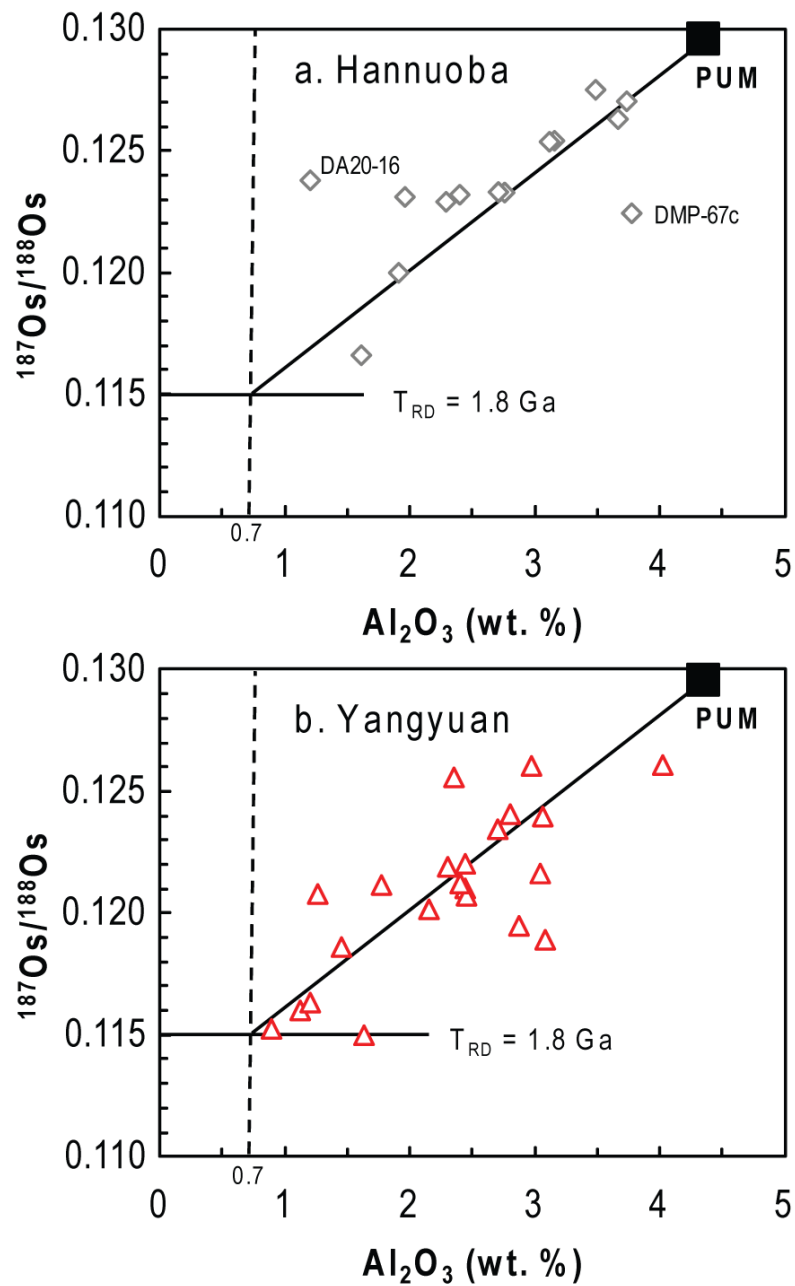 0.130
a. Hannuoba
PUM
0.125
DA20-16
DMP-67c
0.120
¹⁸⁷Os/¹⁸⁸Os
0.115
T_RD = 1.8 Ga
0.110
0 0.7 1 2 3 4 5
Al₂O₃ (wt. %)
0.130
b. Yangyuan
PUM
0.125
0.120
¹⁸⁷Os/¹⁸⁸Os
0.115
T_RD = 1.8 Ga
0.110
0 0.7 1 2 3 4 5
Al₂O₃ (wt. %)